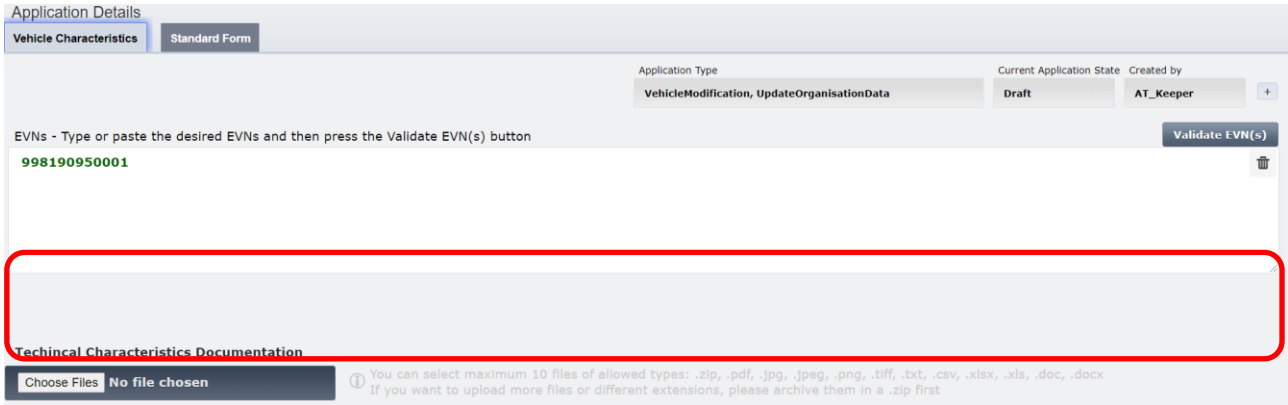 Application Details
Vehicle Characteristics Standard Form
Application Type Current Application State Created by
VehicleModification, UpdateOrganisationData Draft AT_Keeper +
EVNs - Type or paste the desired EVNs and then press the Validate EVN(s) button Validate EVN(s)
998190950001
Techincal Characteristics Documentation
Choose Files No file chosen
You can select maximum 10 files of allowed types: .zip, .pdf, .jpg, .jpeg, .png, .tiff, .txt, .csv, .xlsx, .xls, .doc, .docx
If you want to upload more files or different extensions, please archive them in a .zip first